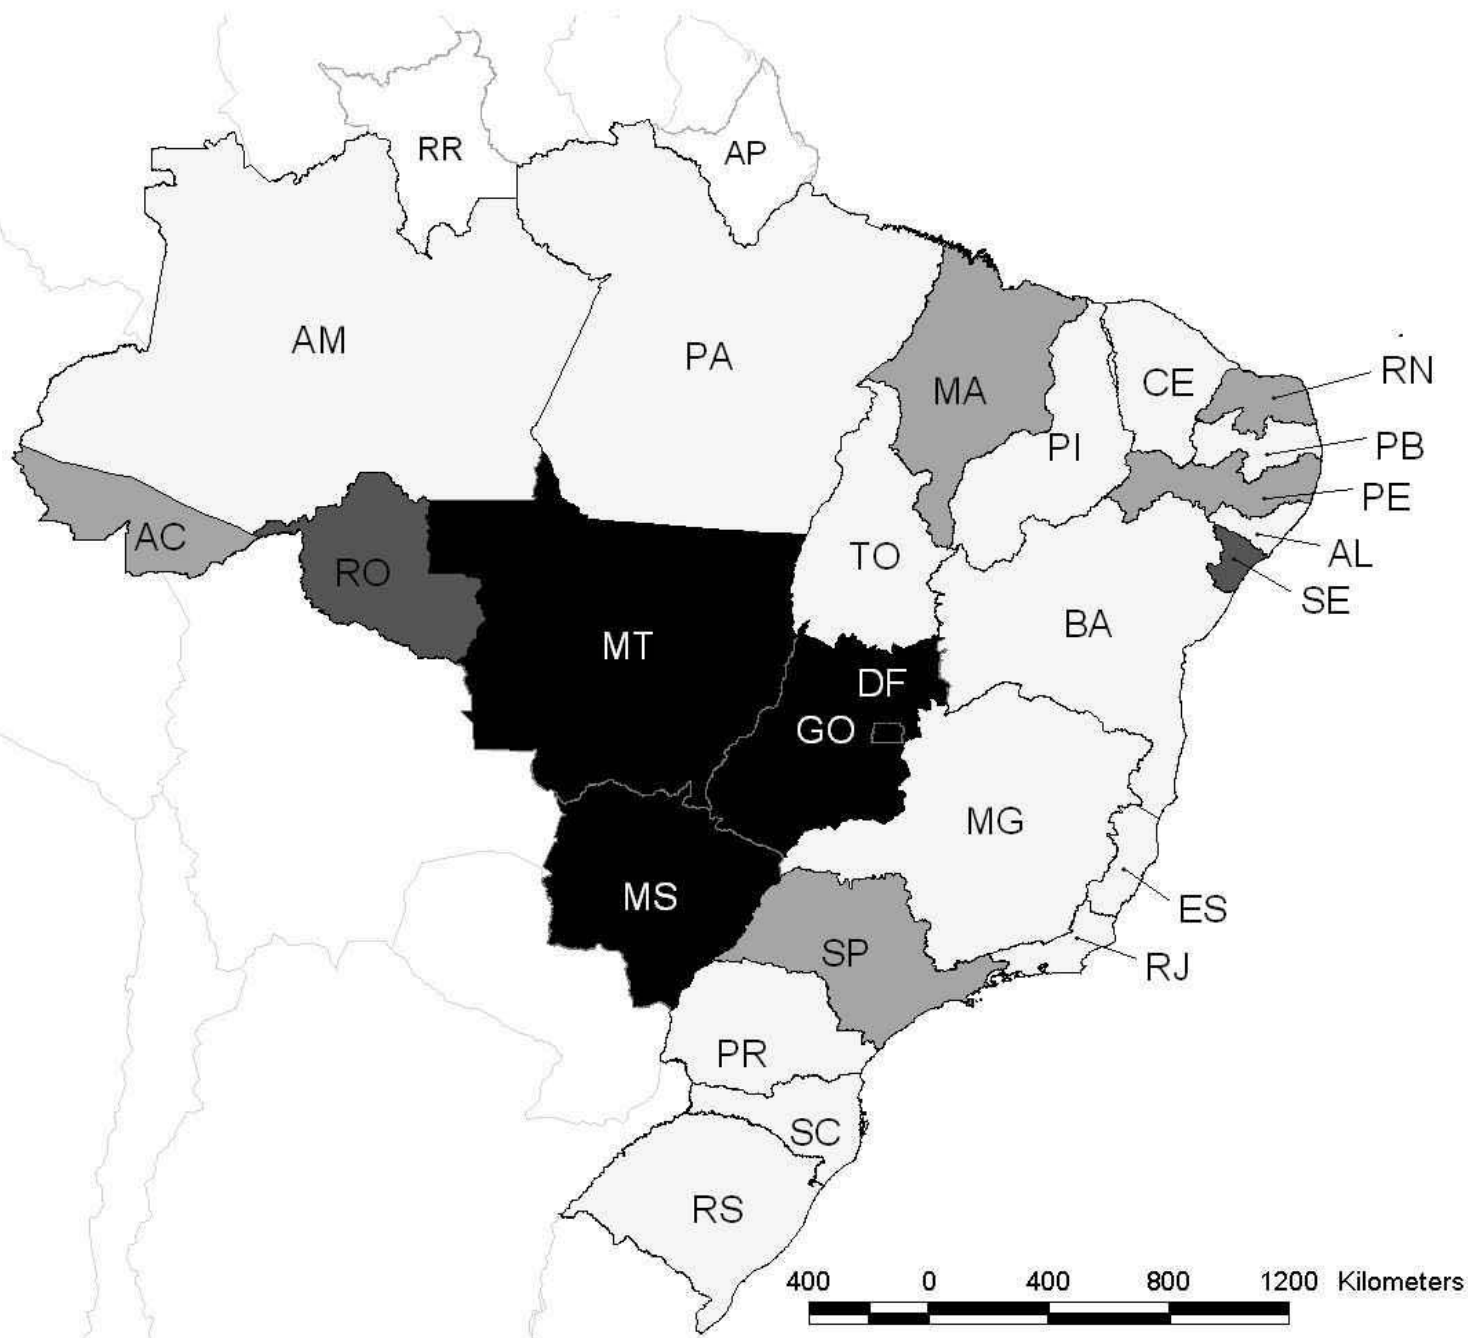 RR
AP
AM
PA
MA
CE
RN
PI
PB
PE
AC
RO
TO
AL
SE
BA
MT
DF
GO
MG
MS
ES
SP
RJ
PR
SC
RS
400 0 400 800 1200 Kilometers